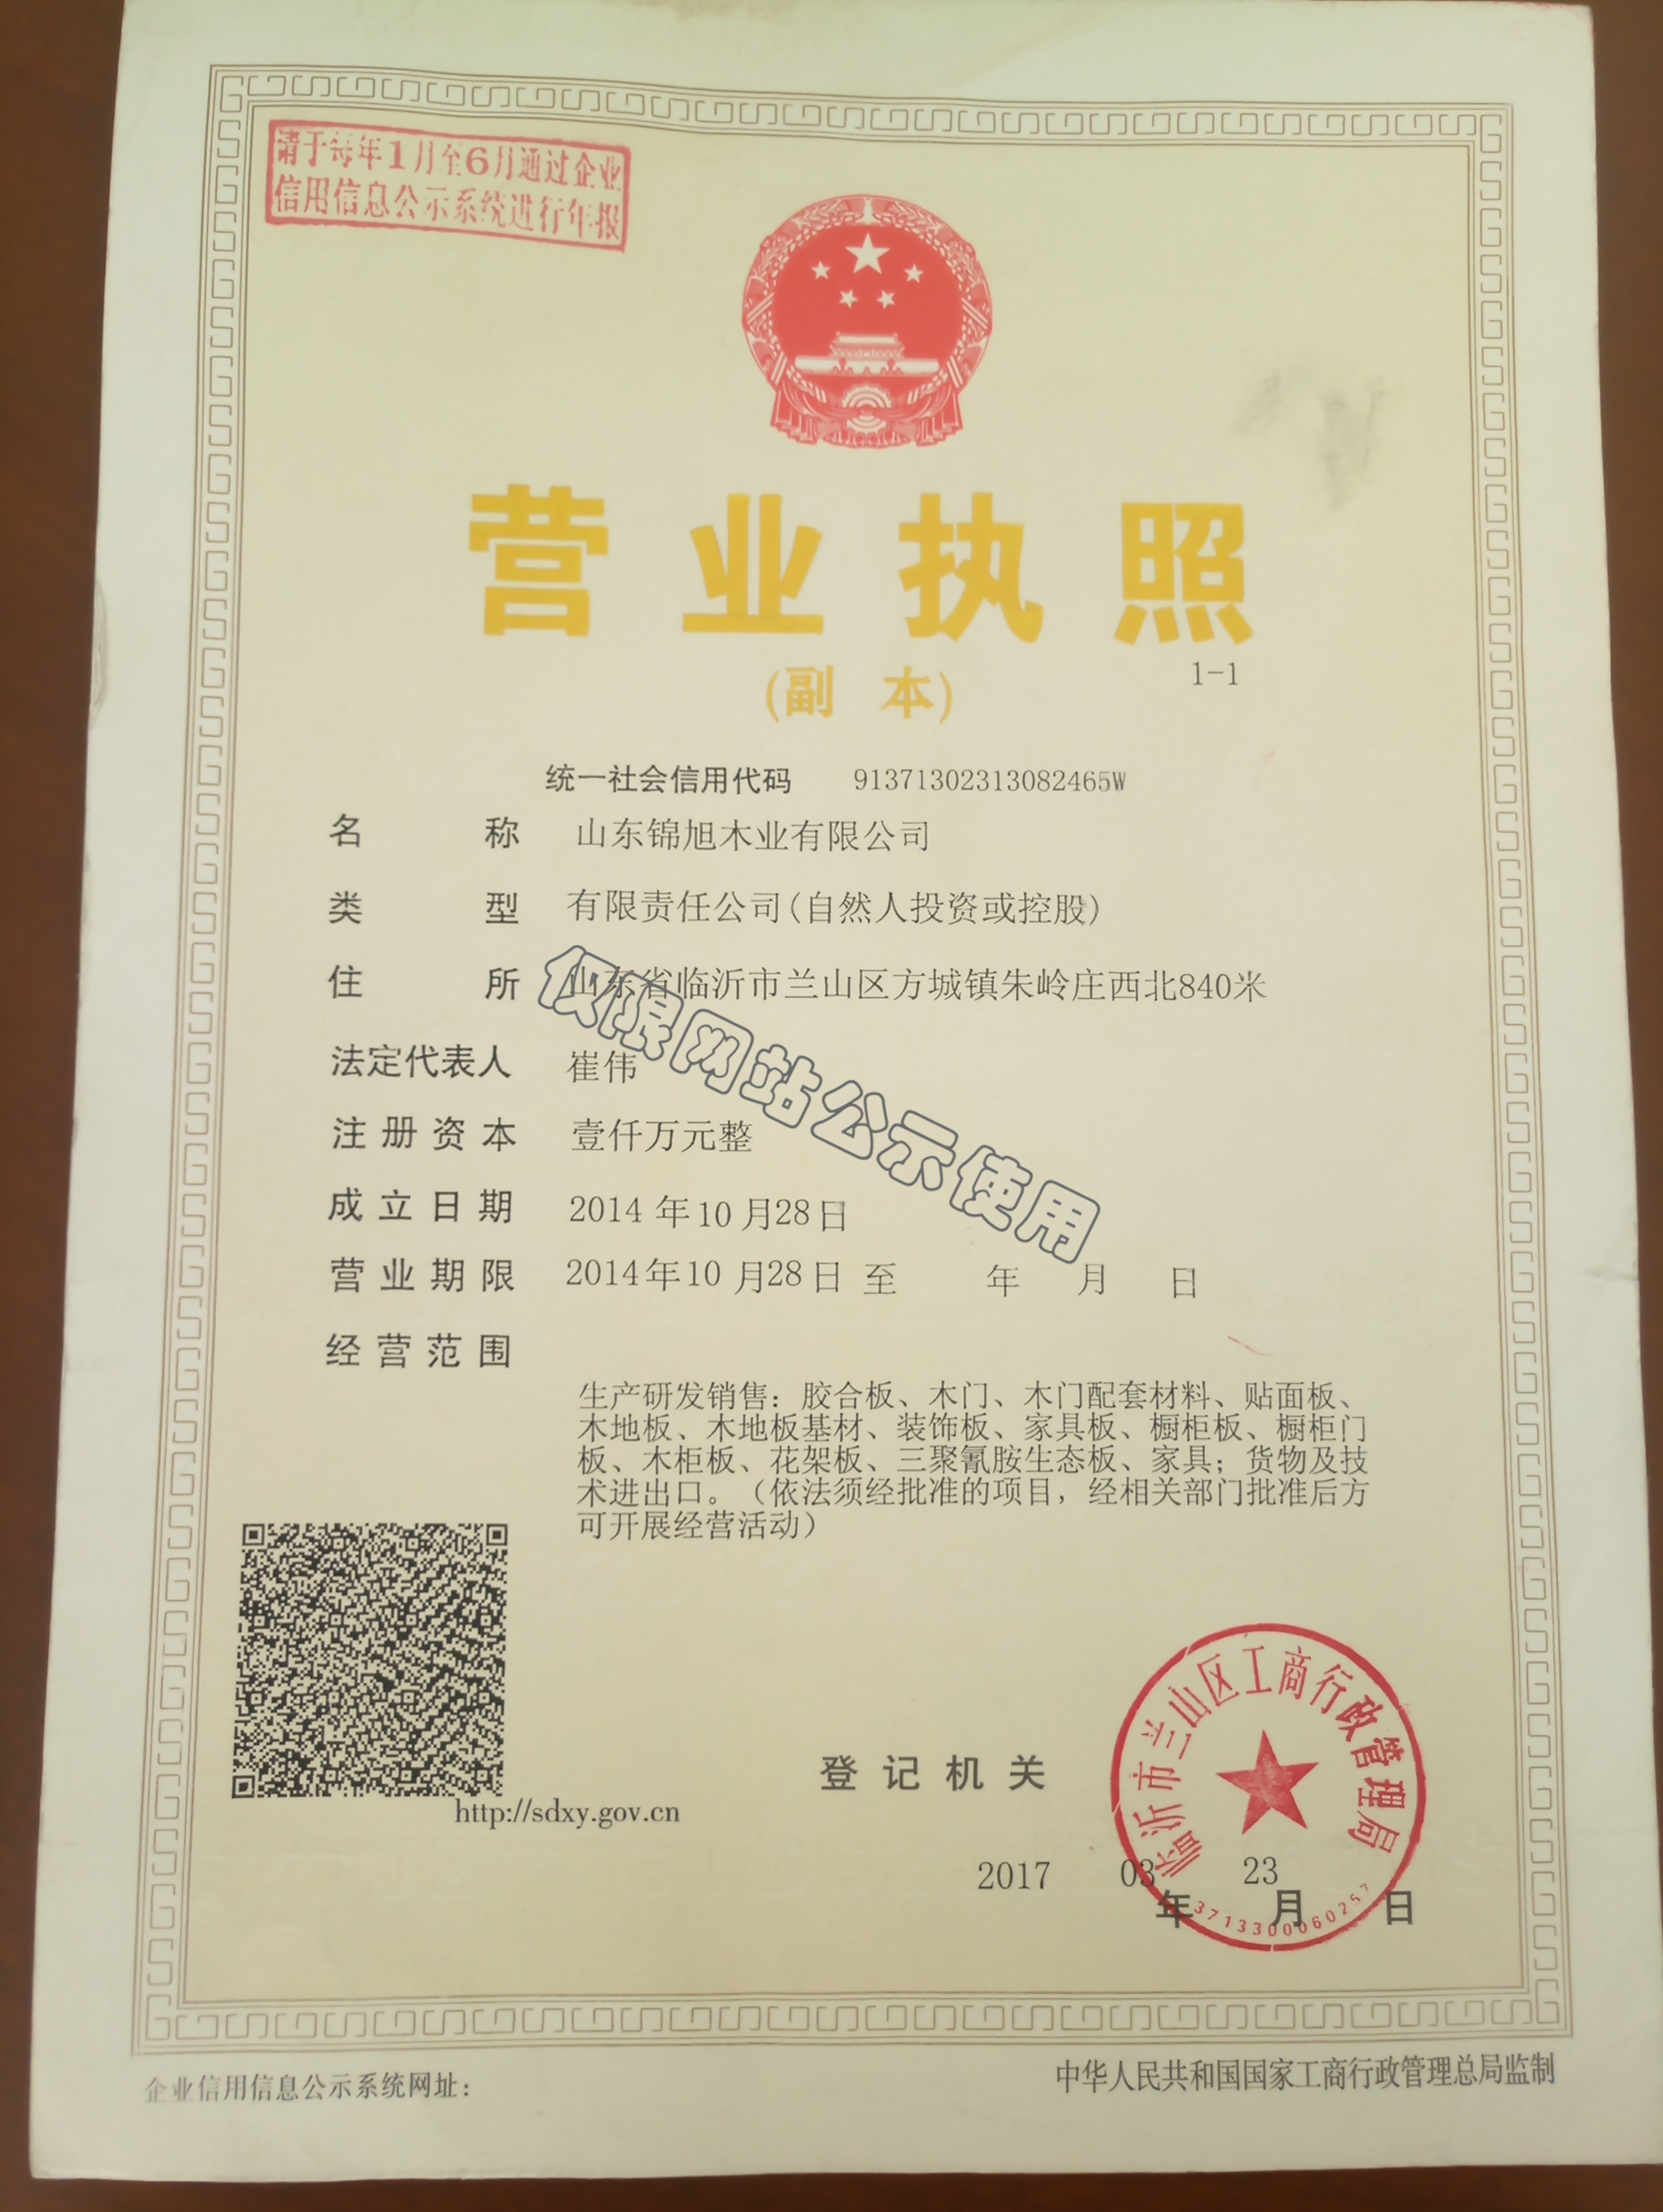 请于每年1月至6月通过企业
信用信息公示系统进行年报
营业执照
(副 本)
1-1
统一社会信用代码 91371302313082465W
名 称 山东锦旭木业有限公司
类 型 有限责任公司(自然人投资或控股)
住 所 山东省临沂市兰山区方城镇朱岭庄西北840米
法定代表人 崔伟
注册资本 壹仟万元整
成立日期 2014年10月28日
营业期限 2014年10月28日至 年 月 日
经营范围
生产研发销售：胶合板、木门、木门配套材料、贴面板、
木地板、木地板基材、装饰板、家具板、橱柜板、橱柜门
板、木柜板、花架板、三聚氰胺生态板、家具；货物及技
术进出口。（依法须经批准的项目，经相关部门批准后方
可开展经营活动）
仅限网站公示使用
http://sdxy.gov.cn
登记机关
临沂市兰山区工商行政管理局
3713300060257
2017年03月23日
企业信用信息公示系统网址：
中华人民共和国国家工商行政管理总局监制